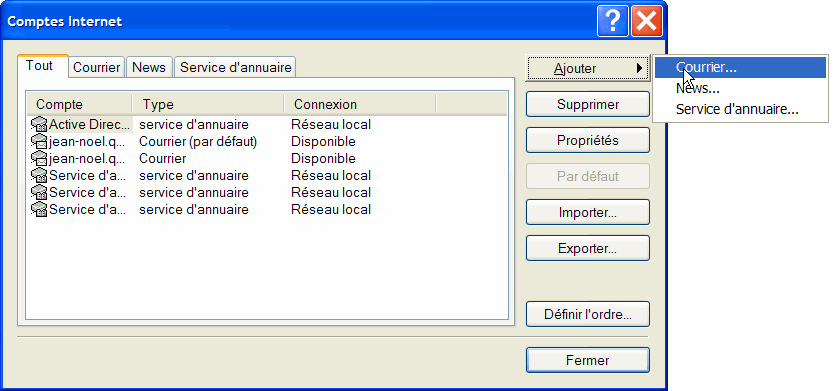 Comptes Internet
Tout Courrier News Service d'annuaire
Compte Type Connexion
Active Direc... service d'annuaire Réseau local
jean-noel.q... Courrier (par défaut) Disponible
jean-noel.q... Courrier Disponible
Service d'a... service d'annuaire Réseau local
Service d'a... service d'annuaire Réseau local
Service d'a... service d'annuaire Réseau local
Ajouter
Supprimer
Propriétés
Par défaut
Importer...
Exporter...
Définir l'ordre...
Fermer
Courrier...
News...
Service d'annuaire...